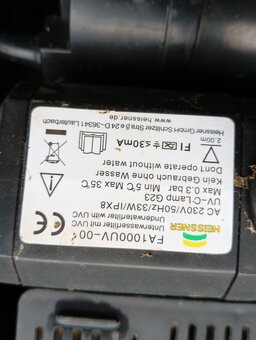 HEISSNER
FA1000UV-00
Unterwasserfilter mit UVC
Underwaterfilter with UVC
CE
AC 230V/50Hz/33W/IPX8
UV-C Lamp G23
Max 0.3 bar Min 5°C Max 35°C
Kein Gebrauch ohne Wasser
Don't operate without water
FI ≤30mA
2.00m
Heissner GmbH Schlitzer Straße 24 D-36341 Lauterbach
www.heissner.de